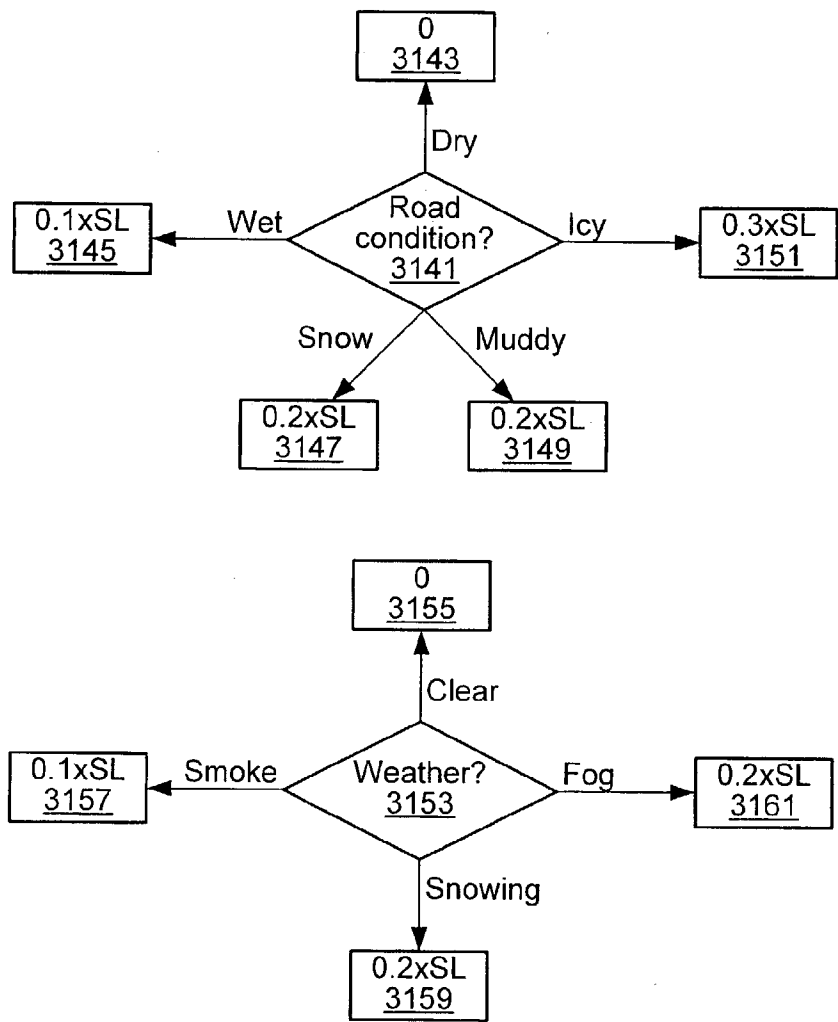 0
3143
Dry
0.1xSL
3145
Wet
Road
condition?
3141
Icy
0.3xSL
3151
Snow
Muddy
0.2xSL
3147
0.2xSL
3149
0
3155
Clear
0.1xSL
3157
Smoke
Weather?
3153
Fog
0.2xSL
3161
Snowing
0.2xSL
3159